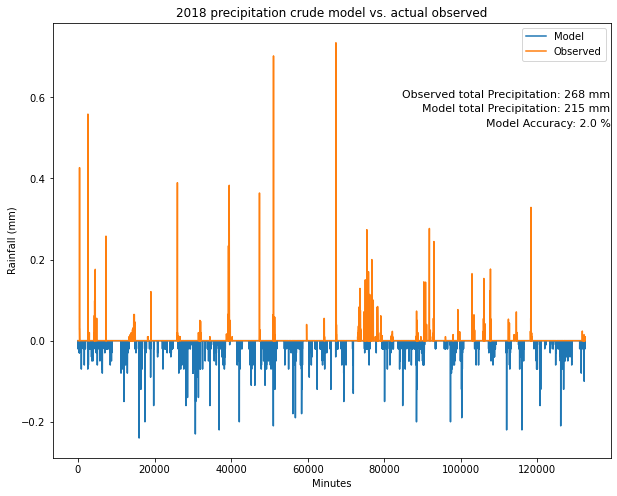 2018 precipitation crude model vs. actual observed
Model
Observed
Observed total Precipitation: 268 mm
Model total Precipitation: 215 mm
Model Accuracy: 2.0 %
Rainfall (mm)
0.6
0.4
0.2
0.0
−0.2
0 20000 40000 60000 80000 100000 120000
Minutes